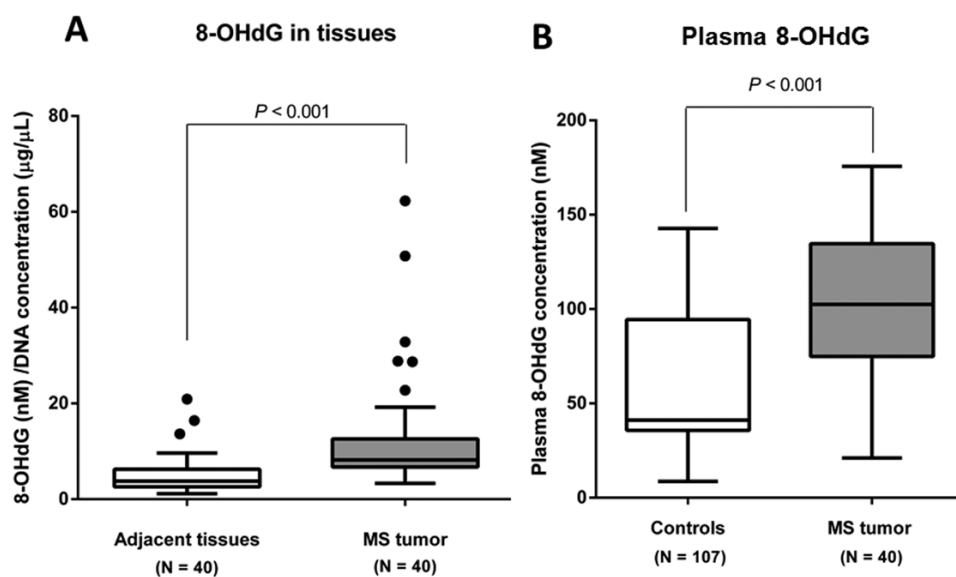 A
8-OHdG in tissues
P < 0.001
8-OHdG (nM) /DNA concentration (µg/µL)
80
60
40
20
0
Adjacent tissues
(N = 40)
MS tumor
(N = 40)
B
Plasma 8-OHdG
P < 0.001
Plasma 8-OHdG concentration (nM)
200
150
100
50
0
Controls
(N = 107)
MS tumor
(N = 40)